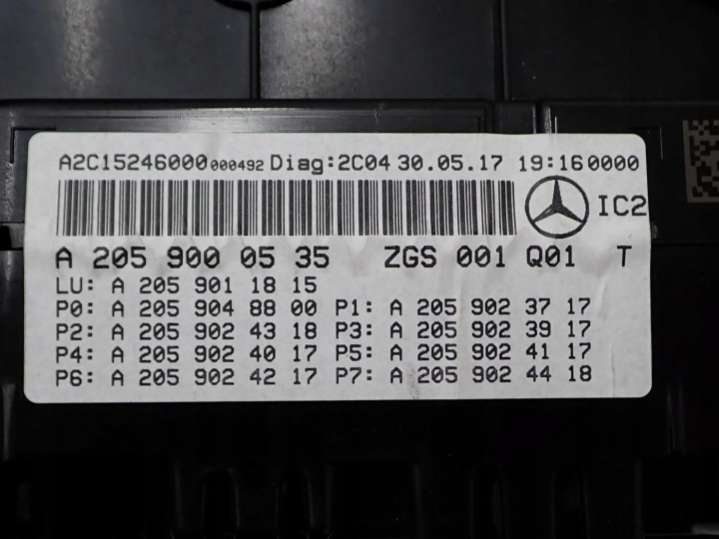 A2C15246000000492 Diag:2C04 30.05.17 19:160000
IC2
A 205 900 05 35 ZGS 001 Q01 T
LU: A 205 901 18 15
P0: A 205 904 88 00 P1: A 205 902 37 17
P2: A 205 902 43 18 P3: A 205 902 39 17
P4: A 205 902 40 17 P5: A 205 902 41 17
P6: A 205 902 42 17 P7: A 205 902 44 18